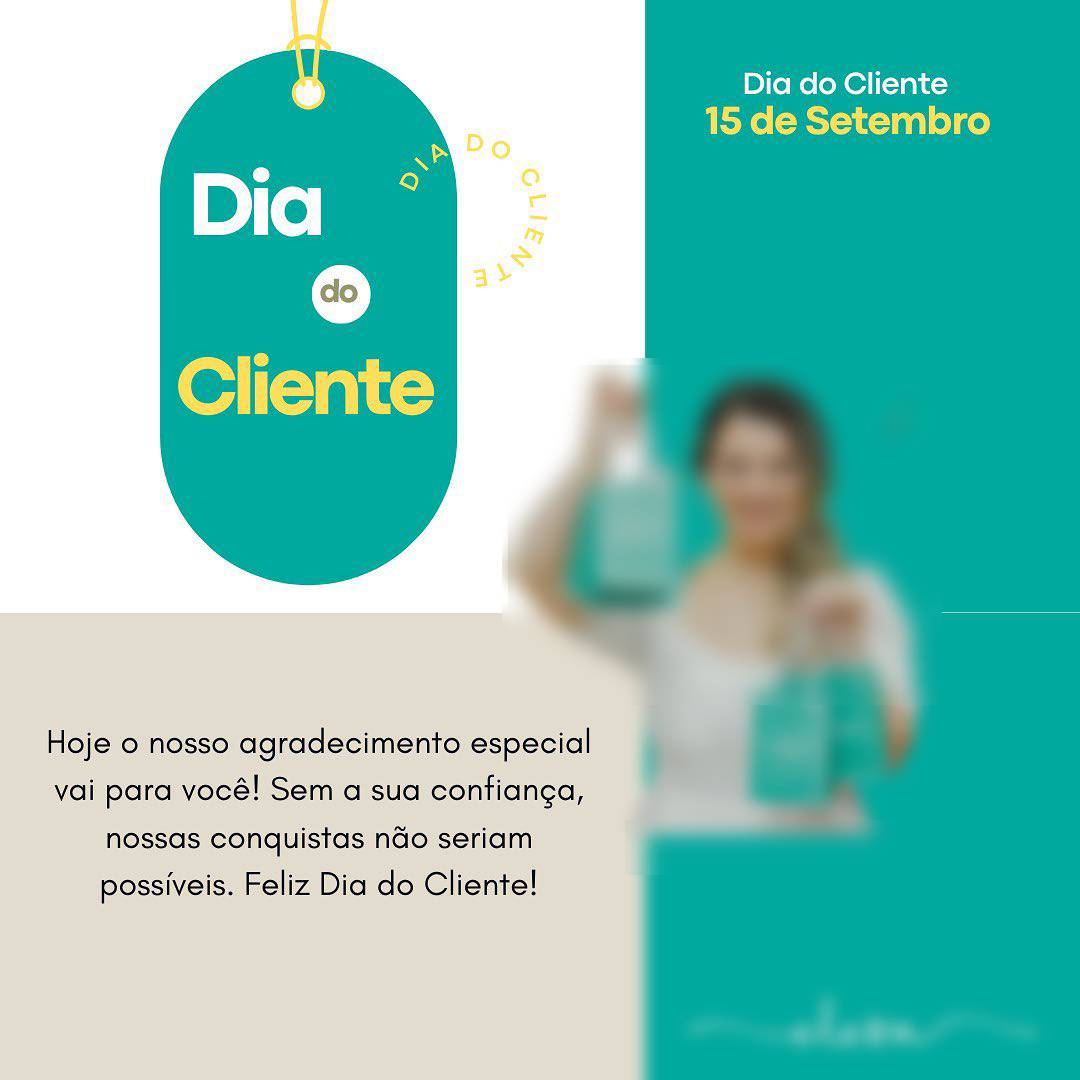 Dia
do
Cliente
DIA DO CLIENTE
Dia do Cliente
15 de Setembro
Hoje o nosso agradecimento especial
vai para você! Sem a sua confiança,
nossas conquistas não seriam
possíveis. Feliz Dia do Cliente!